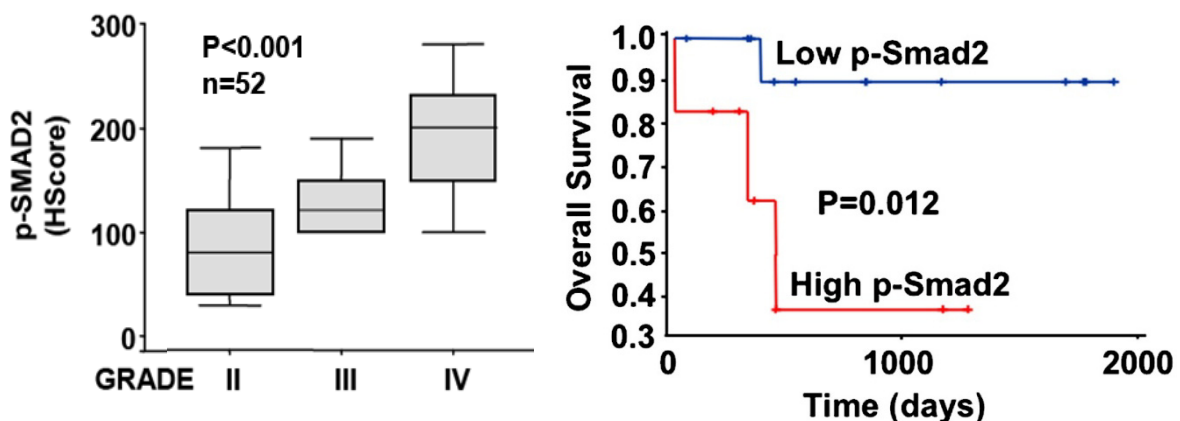 300
200
100
0
p-SMAD2
(HScore)
P<0.001
n=52
GRADE II III IV
1.0
0.9
0.8
0.7
0.6
0.5
0.4
0.3
Overall Survival
Low p-Smad2
P=0.012
High p-Smad2
0 1000 2000
Time (days)